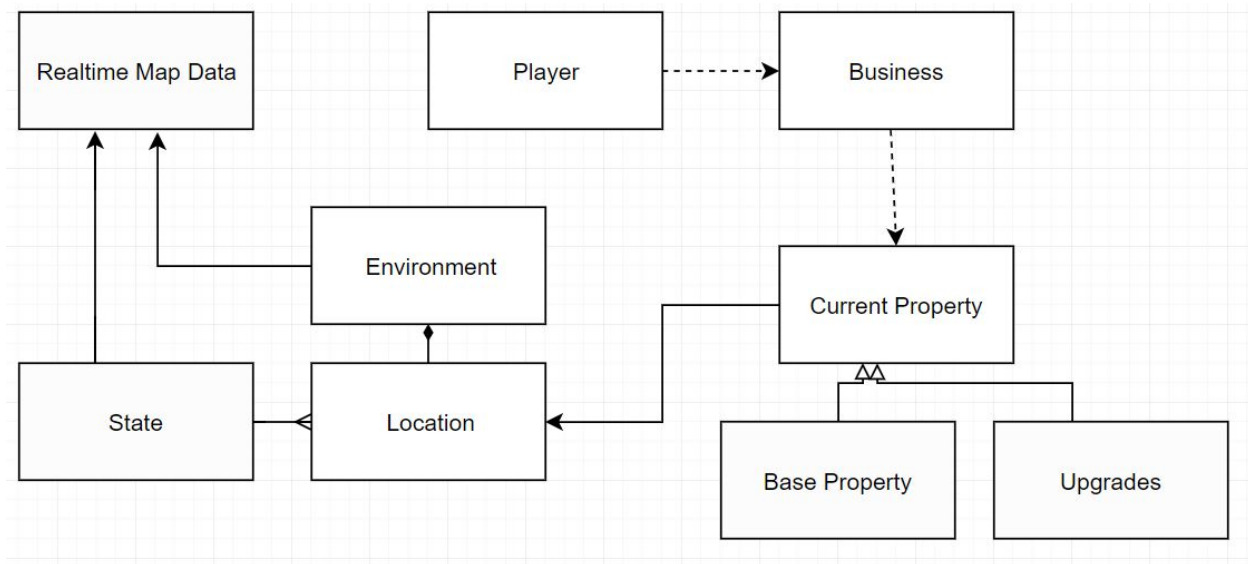 Realtime Map Data
Player
Business
Environment
Current Property
State
Location
Base Property
Upgrades